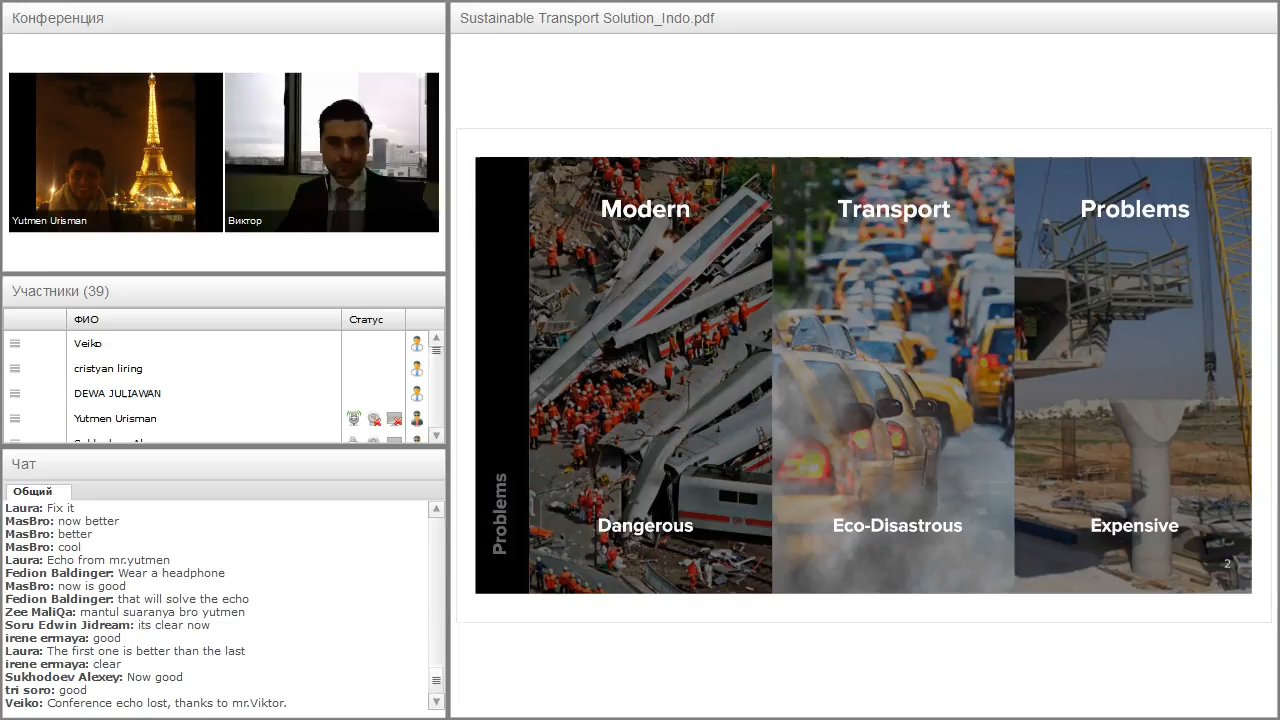 Конференция
Yutmen Urisman
Виктор
Участники (39)
ФИО
Статус
Veiko
cristyan liring
DEWA JULIAWAN
Yutmen Urisman
Чат
Общий
Laura: Fix it
MasBro: now better
MasBro: better
MasBro: cool
Laura: Echo from mr.yutmen
Fedion Baldinger: Wear a headphone
MasBro: now is good
Fedion Baldinger: that will solve the echo
Zee MaliQa: mantul suaranya bro yutmen
Soru Edwin Jidream: its clear now
irene ermaya: good
Laura: The first one is better than the last
irene ermaya: clear
Sukhodoev Alexey: Now good
tri soro: good
Veiko: Conference echo lost, thanks to mr.Viktor.
Sustainable Transport Solution_Indo.pdf
Modern Transport Problems
Problems
Dangerous Eco-Disastrous Expensive
2